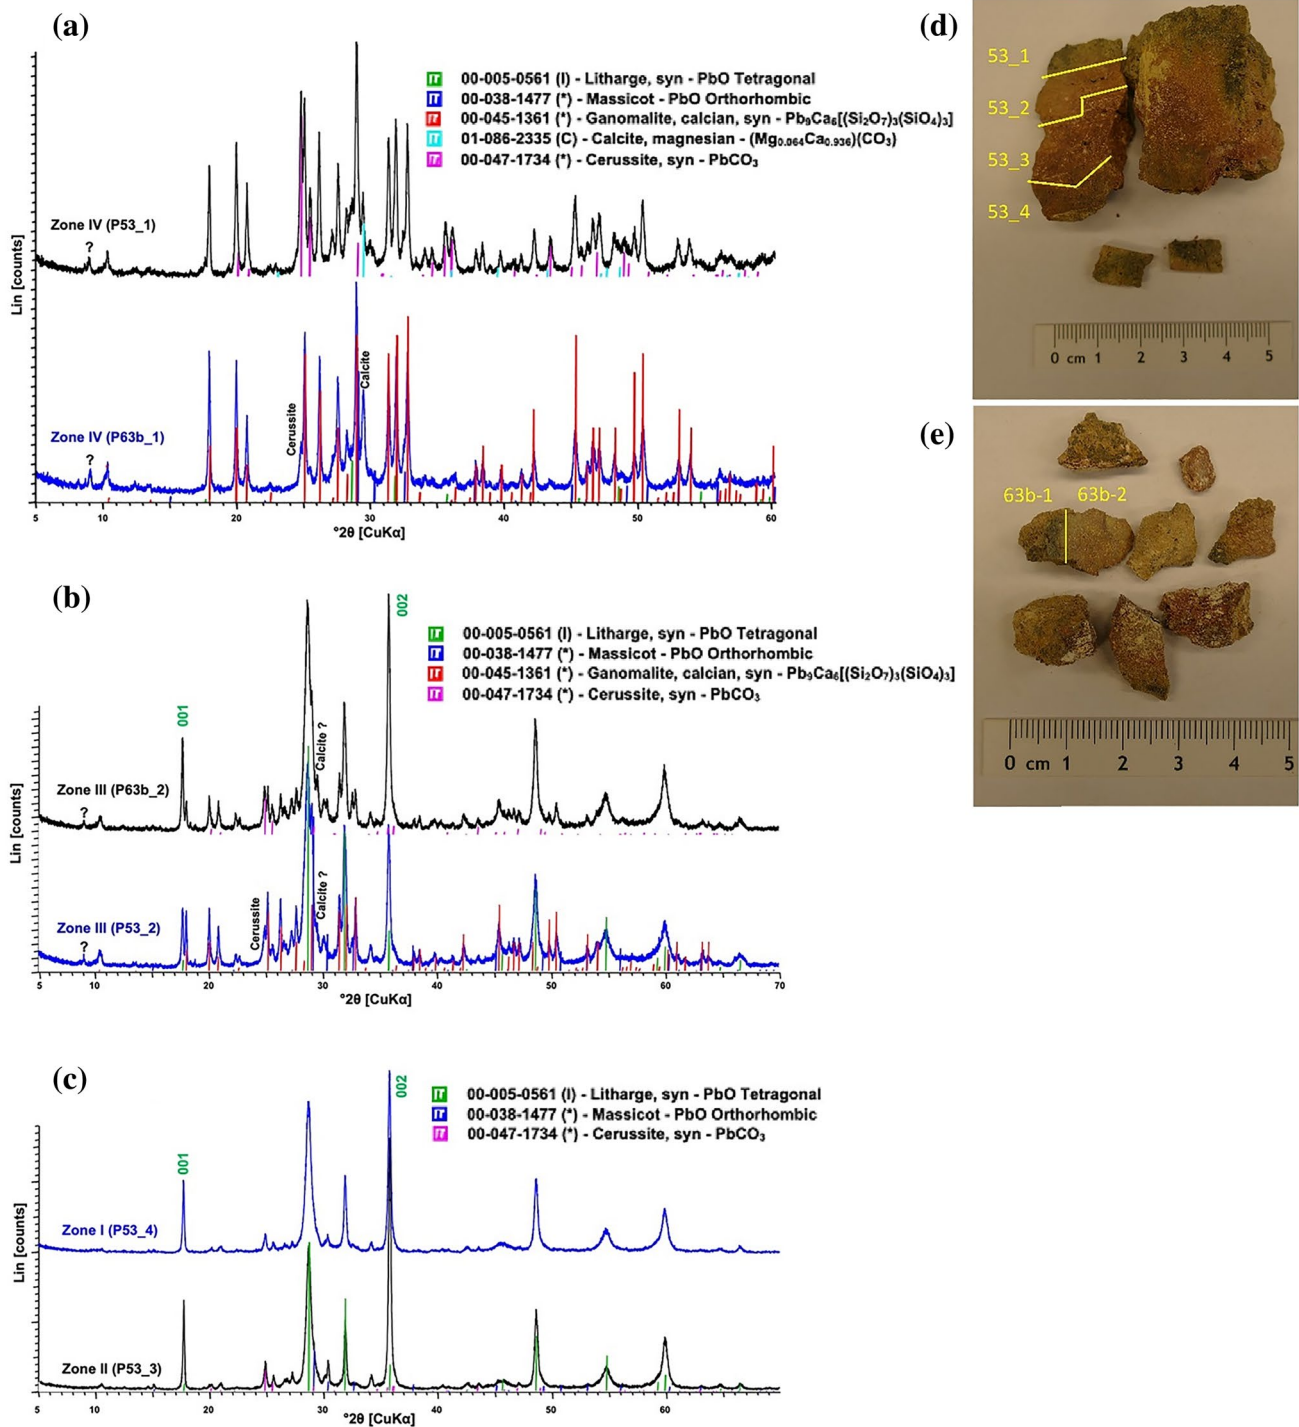 (a)
00-005-0561 (I) - Litharge, syn - PbO Tetragonal
00-038-1477 (*) - Massicot - PbO Orthorhombic
00-045-1361 (*) - Ganomalite, calcian, syn - Pb₉Ca₆[(Si₂O₇)₃(SiO₄)₃]
01-086-2335 (C) - Calcite, magnesian - (Mg₀.₀₆₄Ca₀.₉₃₆)(CO₃)
00-047-1734 (*) - Cerussite, syn - PbCO₃
Zone IV (P53_1)
?
Lin [counts]
Cerussite
Calcite
Zone IV (P63b_1)
?
5 10 20 30 40 50 60
°2θ [CuKα]
(b)
002
00-005-0561 (I) - Litharge, syn - PbO Tetragonal
00-038-1477 (*) - Massicot - PbO Orthorhombic
00-045-1361 (*) - Ganomalite, calcian, syn - Pb₉Ca₆[(Si₂O₇)₃(SiO₄)₃]
00-047-1734 (*) - Cerussite, syn - PbCO₃
001
Calcite ?
Zone III (P63b_2)
?
Lin [counts]
Cerussite
Calcite ?
Zone III (P53_2)
?
5 10 20 30 40 50 60 70
°2θ [CuKα]
(c)
002
00-005-0561 (I) - Litharge, syn - PbO Tetragonal
00-038-1477 (*) - Massicot - PbO Orthorhombic
00-047-1734 (*) - Cerussite, syn - PbCO₃
001
Zone I (P53_4)
Lin [counts]
Zone II (P53_3)
5 10 20 30 40 50 60
°2θ [CuKα]
(d)
53_1
53_2
53_3
53_4
0 cm 1 2 3 4 5
(e)
63b-1 63b-2
0 cm 1 2 3 4 5